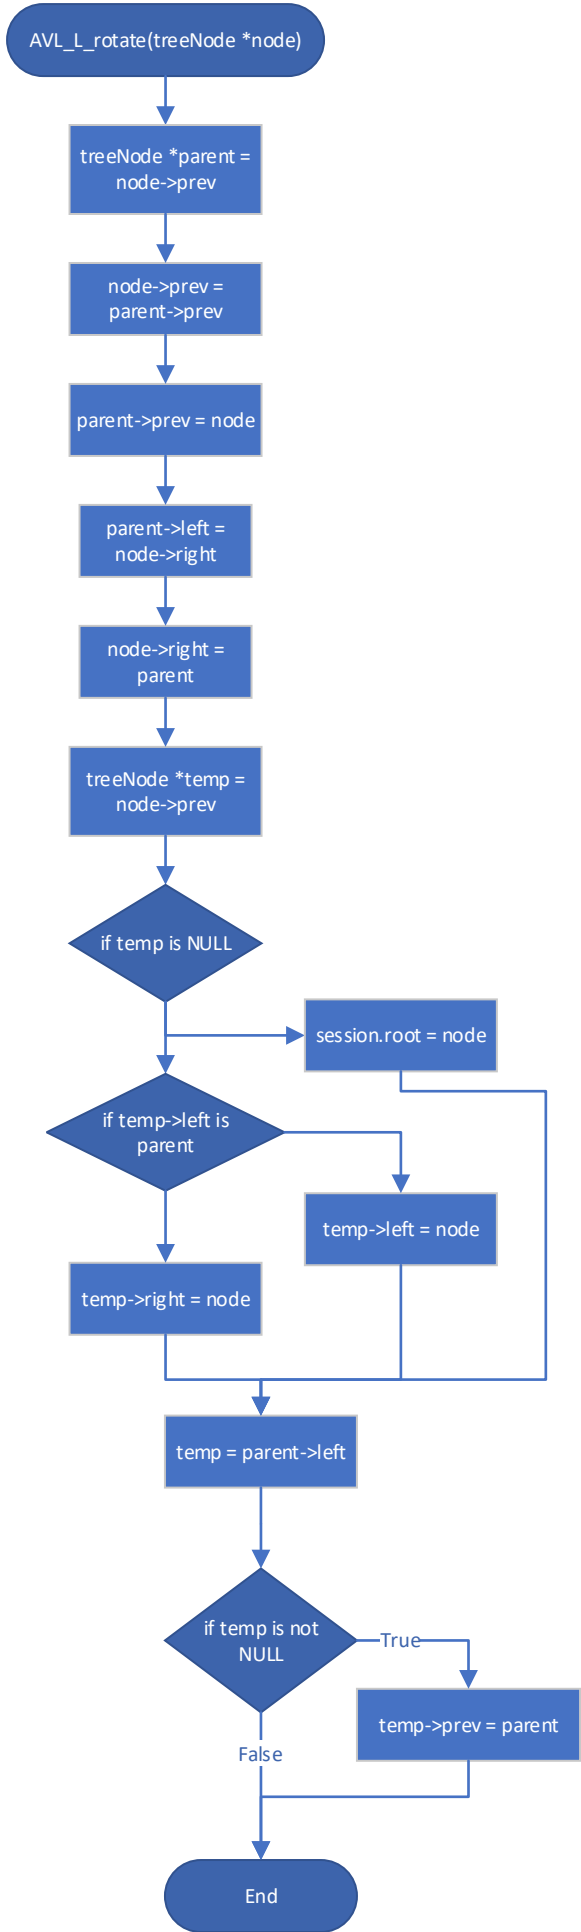 AVL_L_rotate(treeNode *node)
treeNode *parent =
node->prev
node->prev =
parent->prev
parent->prev = node
parent->left =
node->right
node->right =
parent
treeNode *temp =
node->prev
if temp is NULL
session.root = node
if temp->left is
parent
temp->left = node
temp->right = node
temp = parent->left
if temp is not
NULL
True
temp->prev = parent
False
End